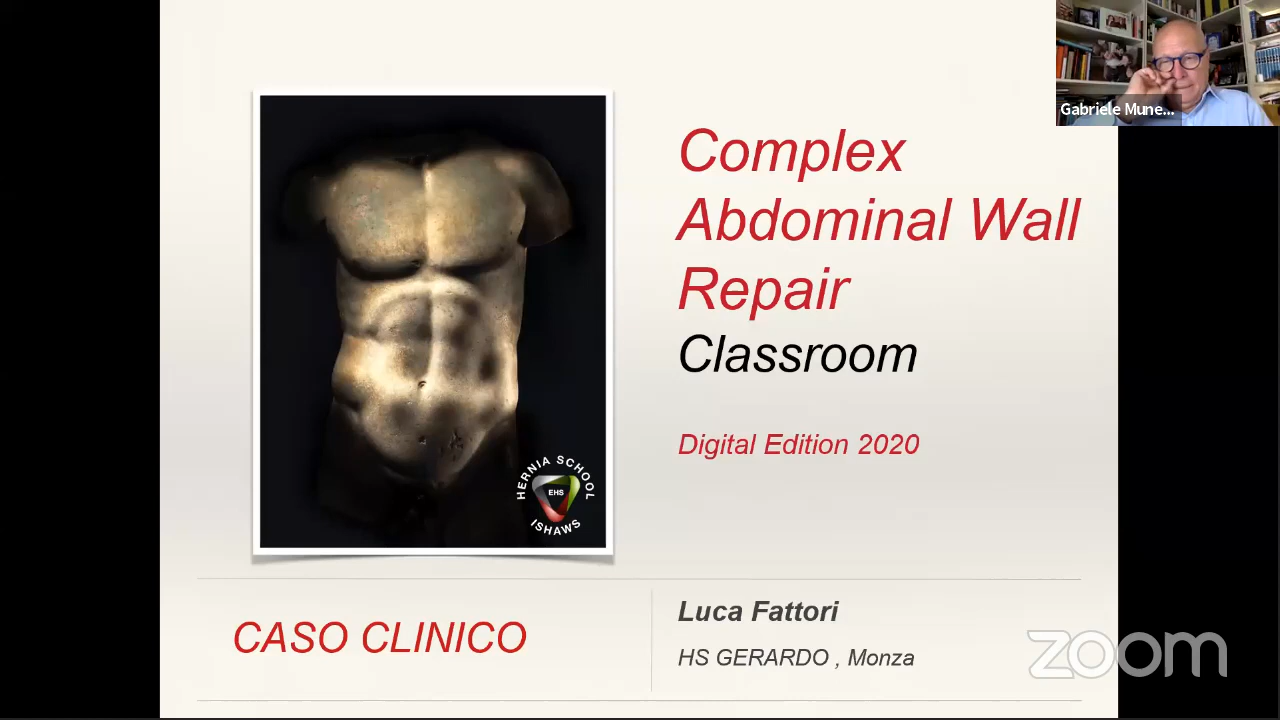 Complex
Abdominal Wall
Repair
Classroom
Digital Edition 2020
HERNIA SCHOOL
EHS
ISHAWS
CASO CLINICO
Luca Fattori
HS GERARDO , Monza
Gabriele Mune...
zoom